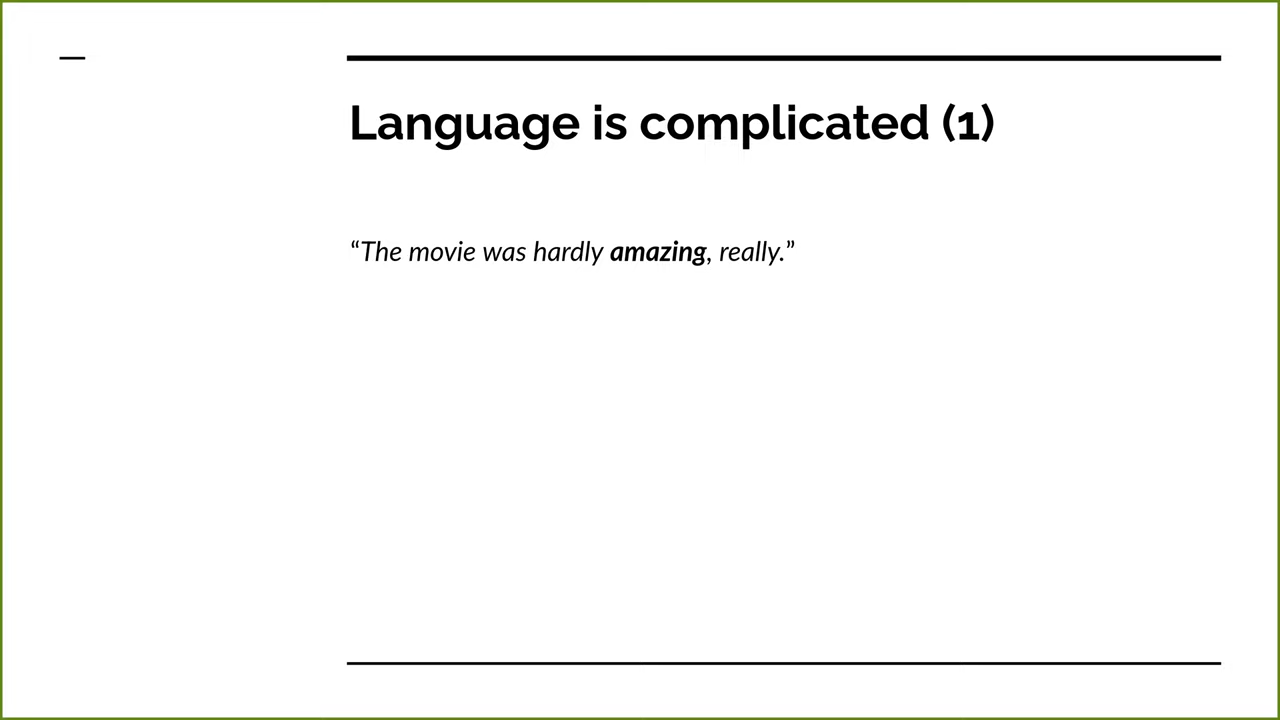 Language is complicated (1)
“The movie was hardly amazing, really.”